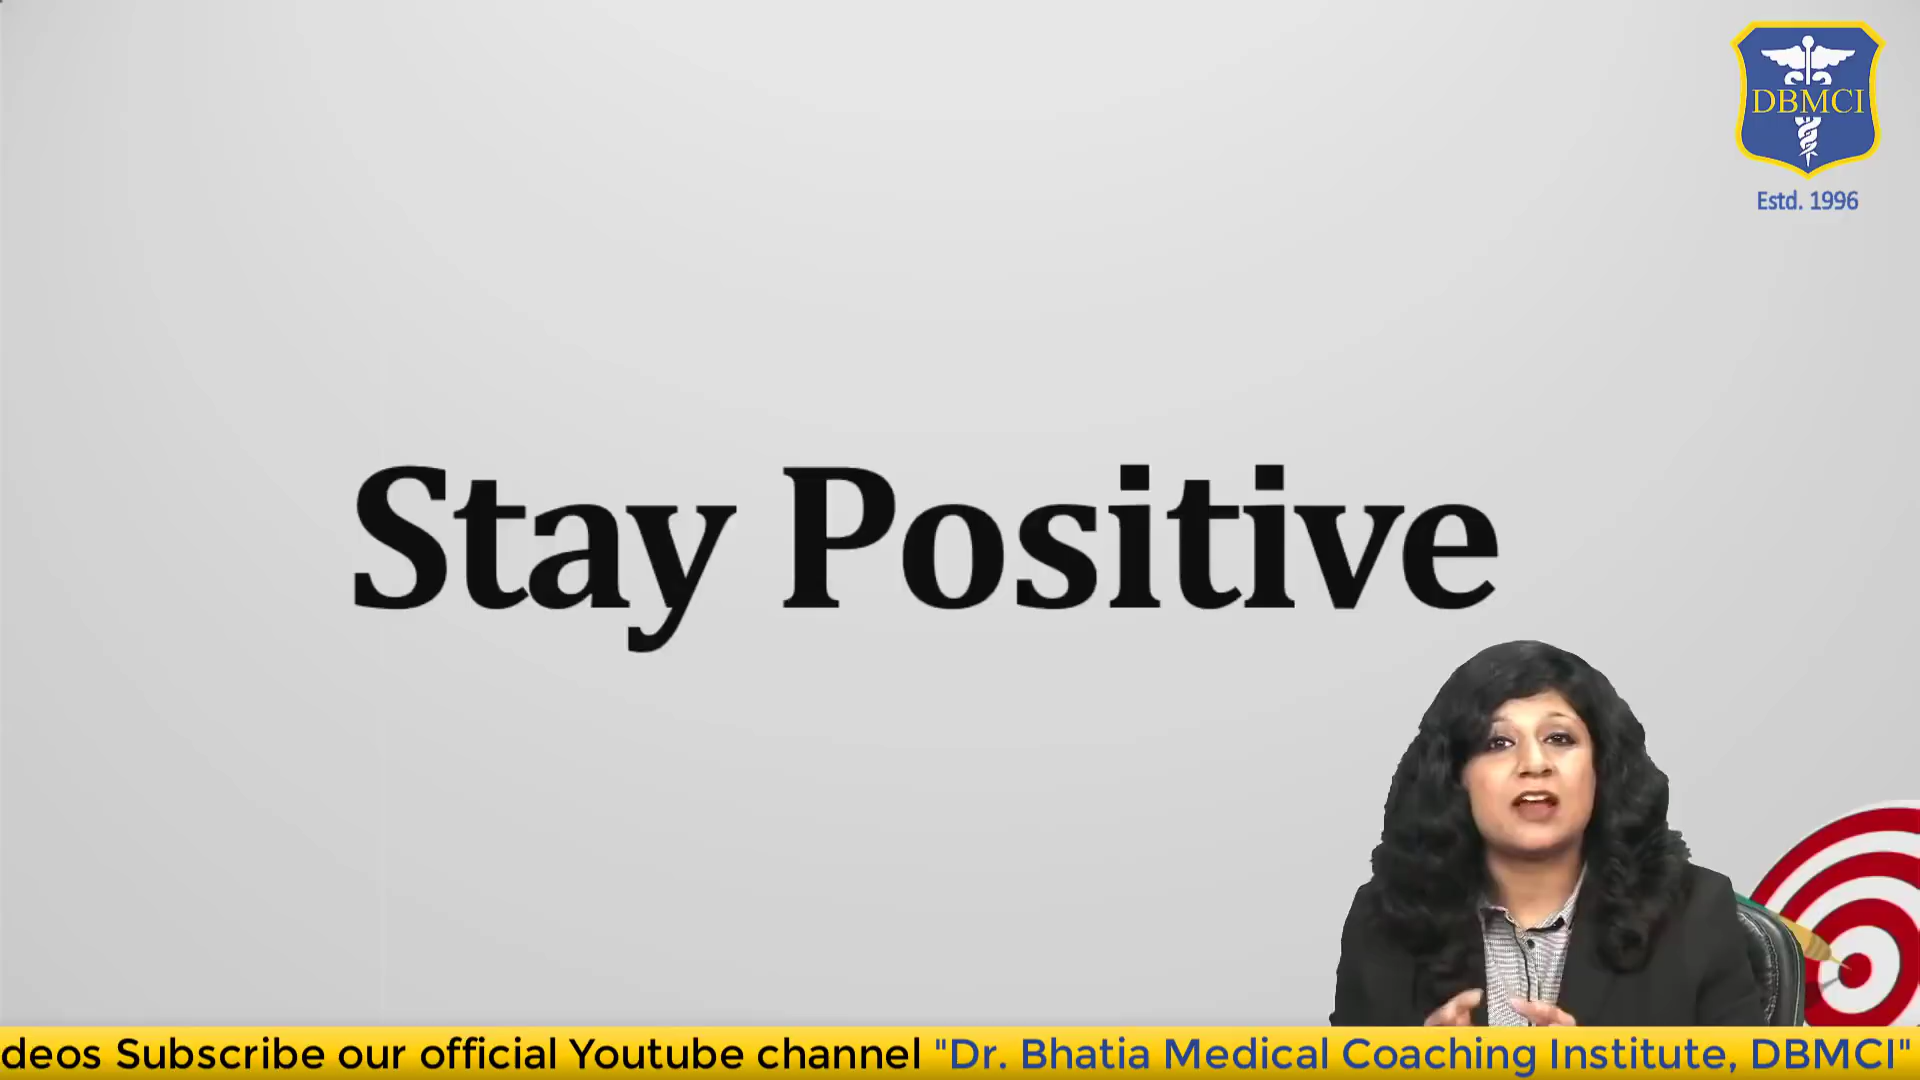 DBMCI
Estd. 1996
Stay Positive
deos Subscribe our official Youtube channel "Dr. Bhatia Medical Coaching Institute, DBMCI"